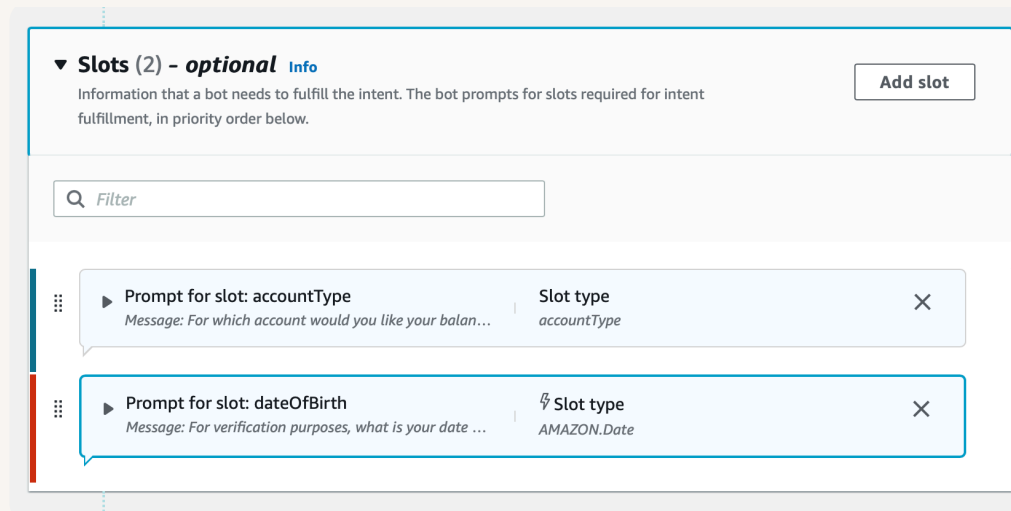 Slots (2) - optional Info
Information that a bot needs to fulfill the intent. The bot prompts for slots required for intent
fulfillment, in priority order below.
Add slot
Filter
Prompt for slot: accountType
Message: For which account would you like your balan...
Slot type
accountType
Prompt for slot: dateOfBirth
Message: For verification purposes, what is your date ...
Slot type
AMAZON.Date